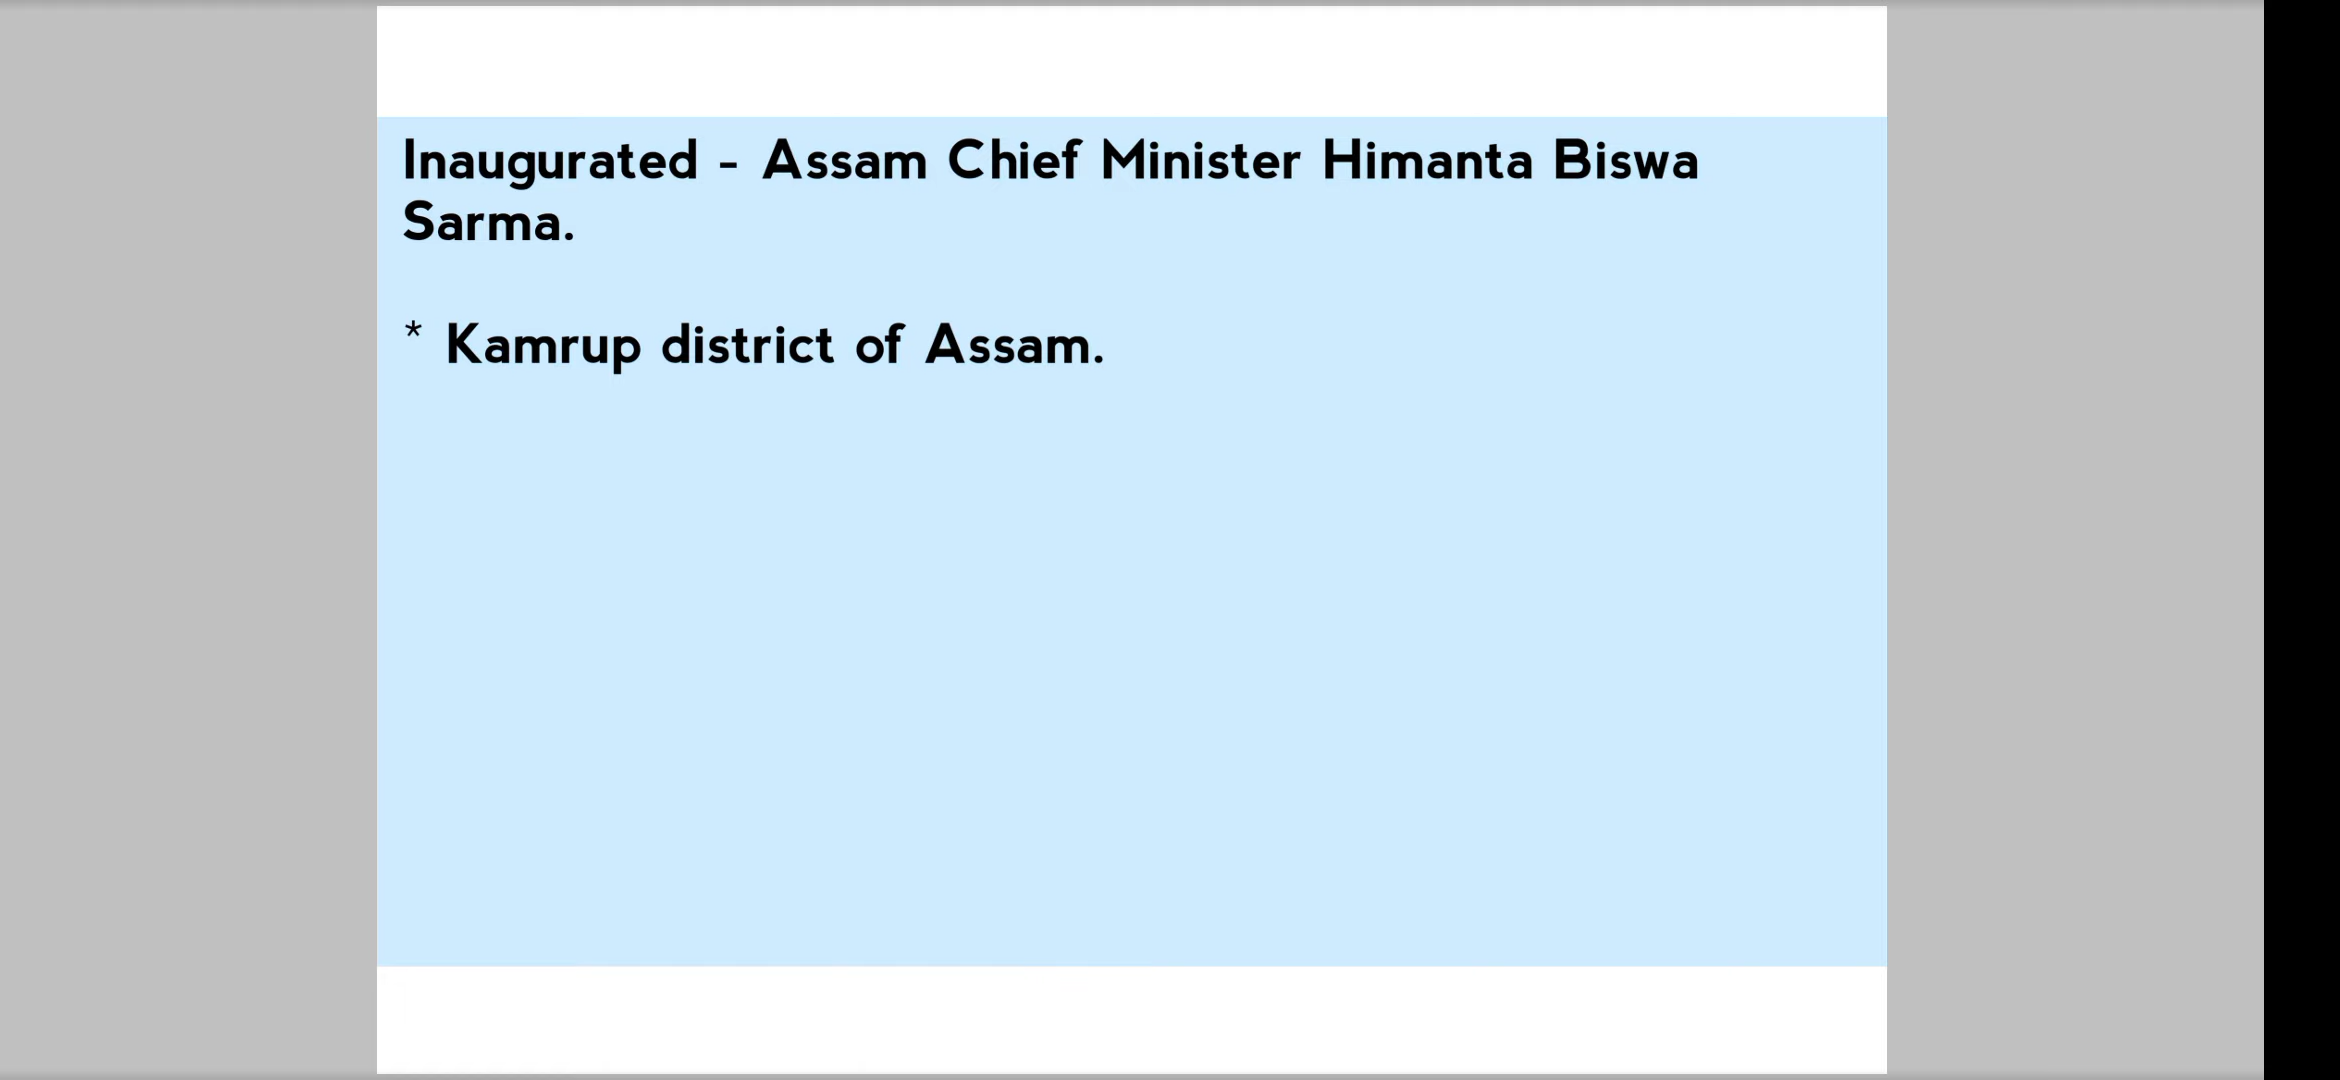 Inaugurated - Assam Chief Minister Himanta Biswa
Sarma.
* Kamrup district of Assam.